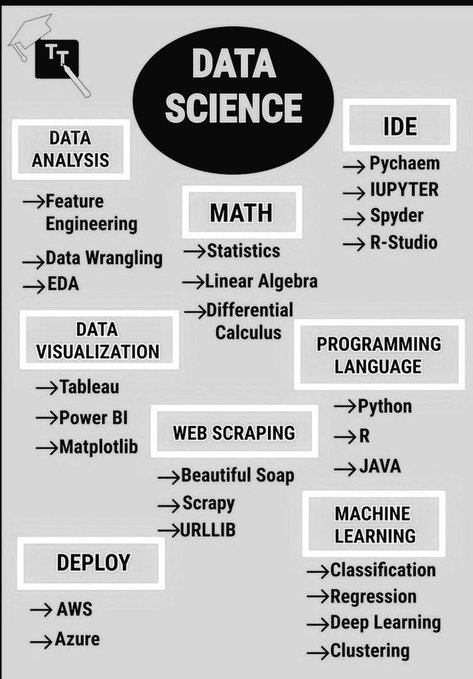 TT
DATA
SCIENCE
DATA
ANALYSIS
→Feature
Engineering
→Data Wrangling
→EDA
MATH
→Statistics
→Linear Algebra
→Differential
Calculus
IDE
→ Pychaem
→ IUPYTER
→ Spyder
→ R-Studio
DATA
VISUALIZATION
→Tableau
→Power BI
→Matplotlib
PROGRAMMING
LANGUAGE
→Python
→R
→JAVA
WEB SCRAPING
→Beautiful Soap
→Scrapy
→URLLIB
MACHINE
LEARNING
→Classification
→Regression
→Deep Learning
→Clustering
DEPLOY
→ AWS
→ Azure